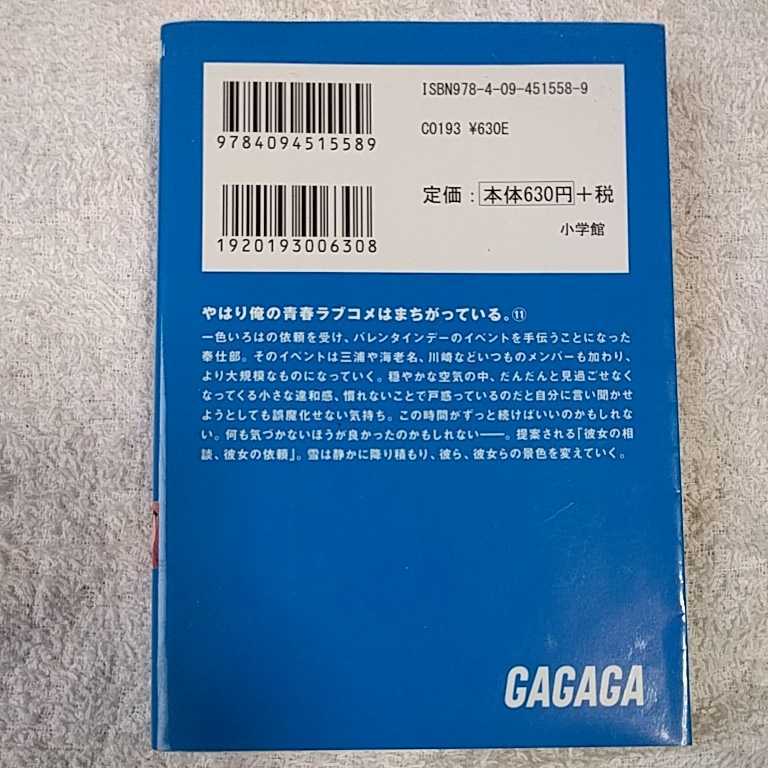 ISBN978-4-09-451558-9
9784094515589
C0193 ¥630E
定価：本体630円＋税
1920193006308
小学館
やはり俺の青春ラブコメはまちがっている。⑪
一色いろはの依頼を受け、バレンタインデーのイベントを手伝うことになった
奉仕部。そのイベントは三浦や海老名、川崎などいつものメンバーも加わり、
より大規模なものになっていく。穏やかな空気の中、だんだんと見過ごせなく
なってくる小さな違和感、慣れないことで戸惑っているのだと自分に言い聞かせ
ようとしても誤魔化せない気持ち。この時間がずっと続けばいいのかもしれな
い。何も気づかないほうが良かったのかもしれない――。提案される「彼女の相
談、彼女の依頼」。雪は静かに降り積もり、彼ら、彼女らの景色を変えていく。
GAGAGA